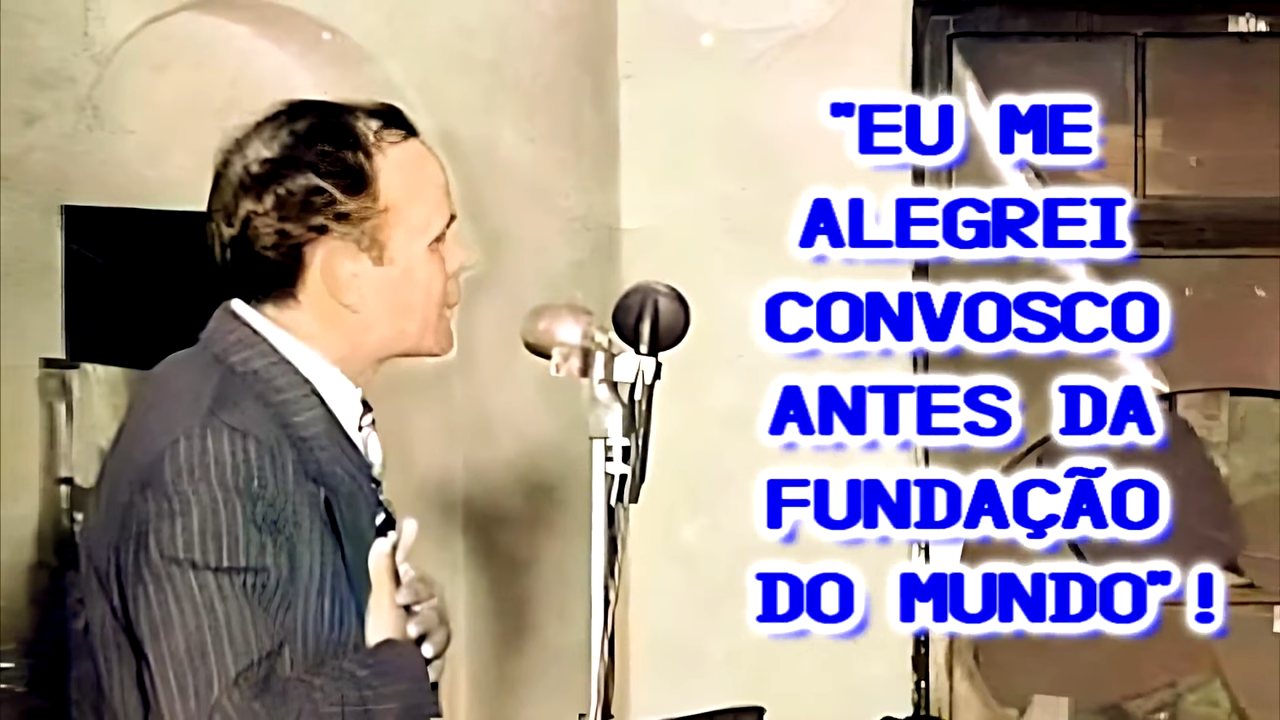 "EU ME
ALEGREI
CONVOSCO
ANTES DA
FUNDAÇÃO
DO MUNDO"!